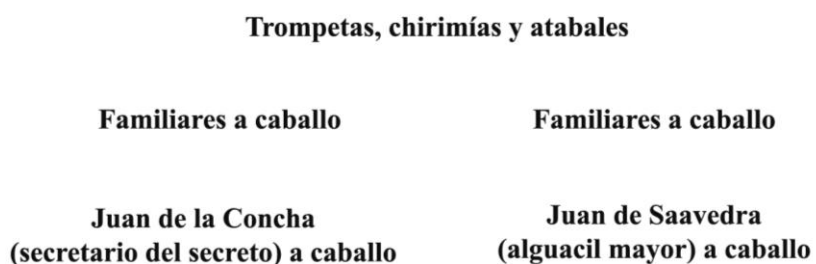 Trompetas, chirimías y atabales
Familiares a caballo
Familiares a caballo
Juan de la Concha
(secretario del secreto) a caballo
Juan de Saavedra
(alguacil mayor) a caballo